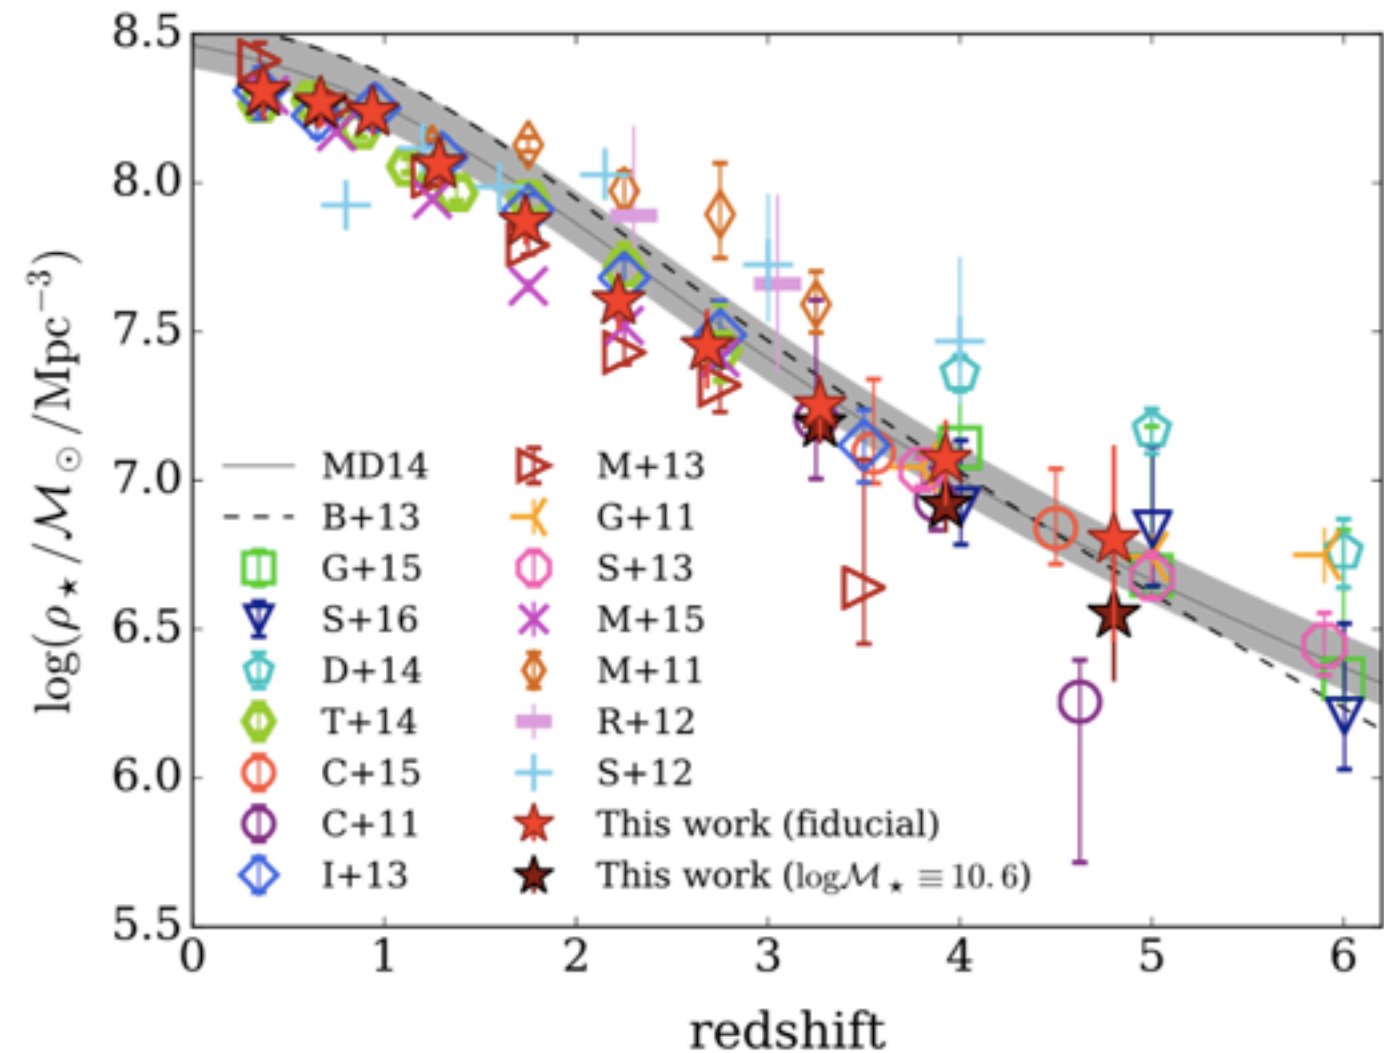 8.5
8.0
7.5
7.0
6.5
6.0
5.5
log(ρ⋆/ℳ⊙/Mpc⁻³)
MD14
B+13
G+15
S+16
D+14
T+14
C+15
C+11
I+13
M+13
G+11
S+13
M+15
M+11
R+12
S+12
This work (fiducial)
This work (logℳ⋆ ≡ 10.6)
0 1 2 3 4 5 6
redshift